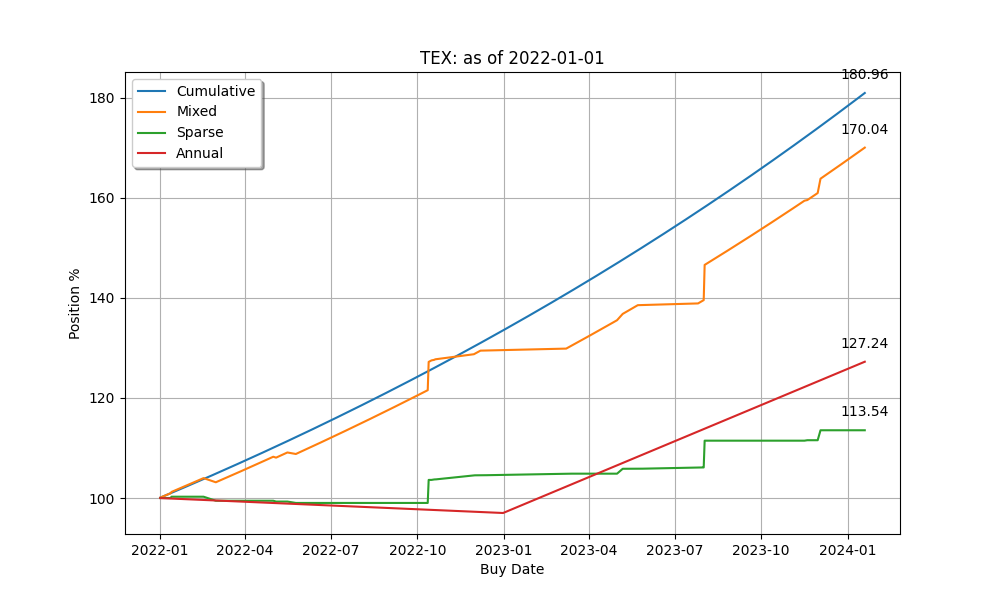 TEX: as of 2022-01-01
180.96
180
Cumulative
Mixed
Sparse
Annual
170.04
160
140
127.24
120
113.54
100
Position %
2022-01 2022-04 2022-07 2022-10 2023-01 2023-04 2023-07 2023-10 2024-01
Buy Date